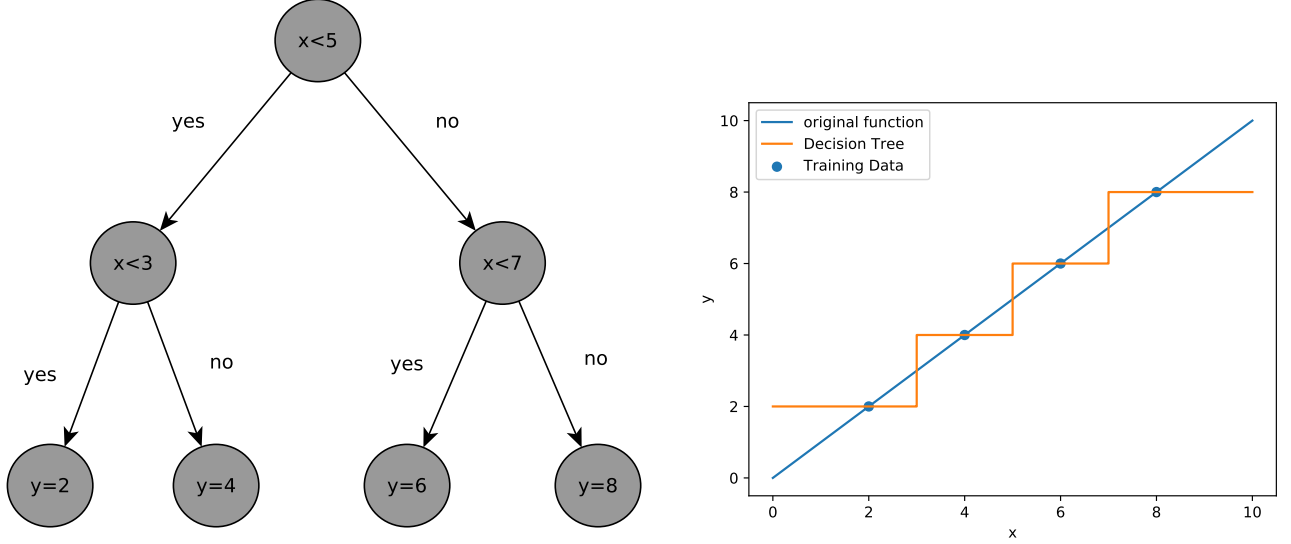 x<5
yes
no
x<3
x<7
yes
no
yes
no
y=2
y=4
y=6
y=8
original function
Decision Tree
Training Data
10
8
6
4
2
0
y
0 2 4 6 8 10
x